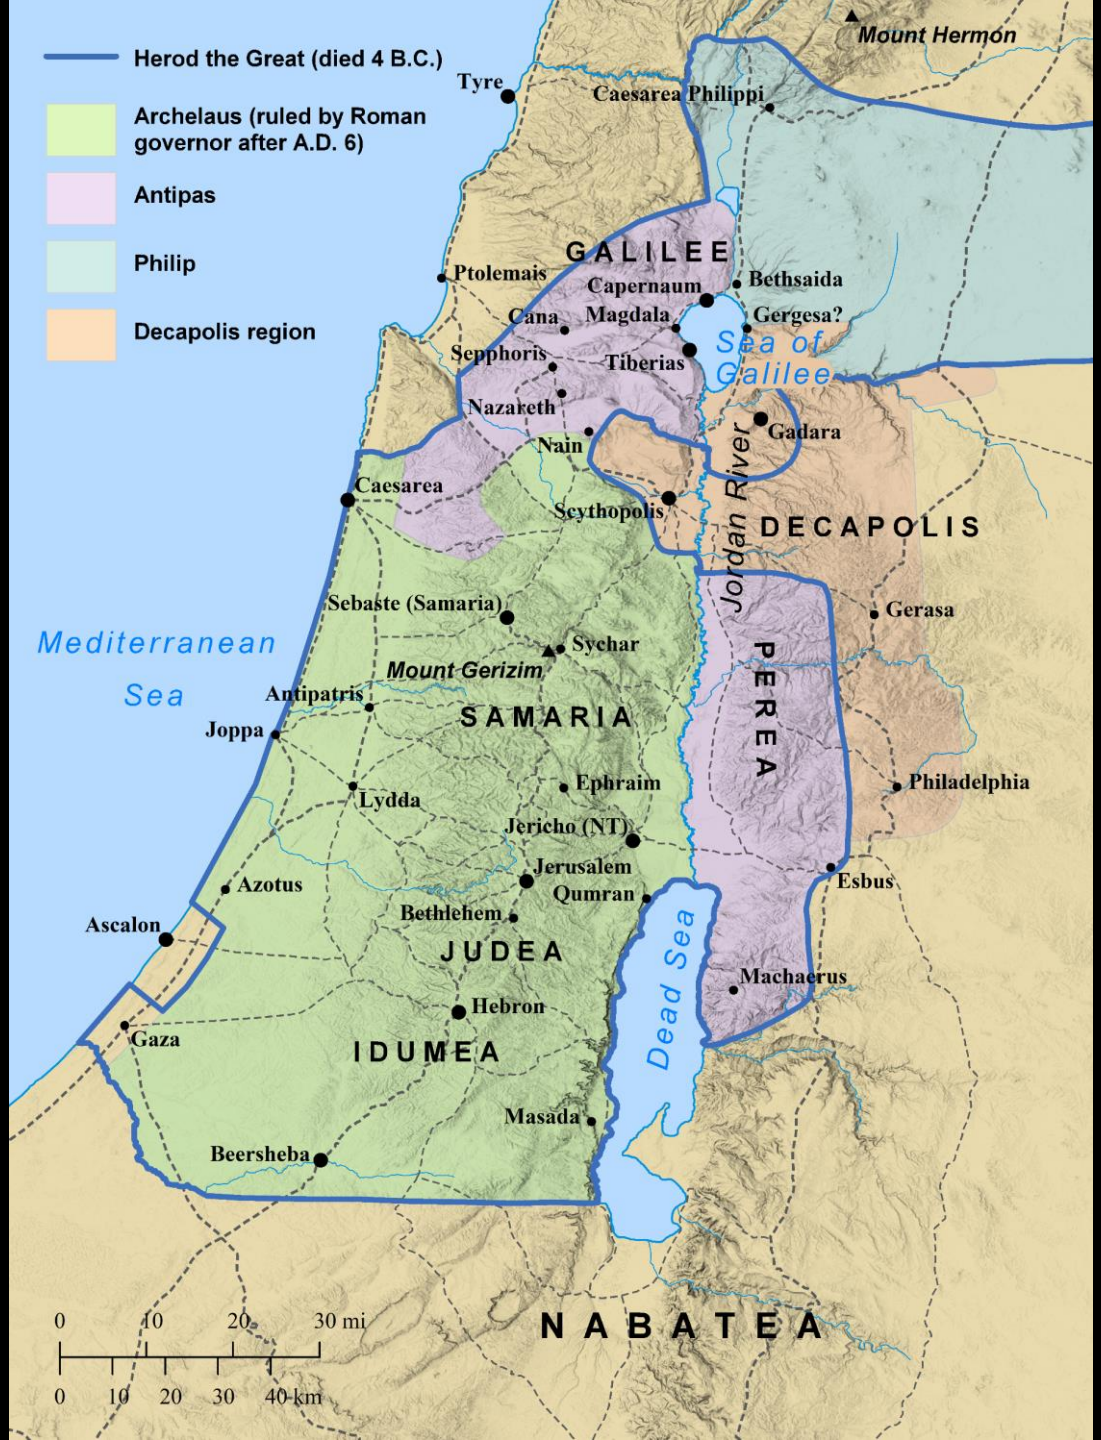 Herod the Great (died 4 B.C.)
Archelaus (ruled by Roman
governor after A.D. 6)
Antipas
Philip
Decapolis region
Mount Hermon
Tyre
Caesarea Philippi
GALILEE
Ptolemais
Capernaum
Bethsaida
Cana
Magdala
Gergesa?
Sea of
Galilee
Sepphoris
Tiberias
Nazareth
Gadara
Nain
Jordan River
Caesarea
Scythopolis
DECAPOLIS
Sebaste (Samaria)
Gerasa
Mediterranean
Sea
Sychar
Mount Gerizim
PEREA
Antipatris
SAMARIA
Joppa
Ephraim
Philadelphia
Lydda
Jericho (NT)
Jerusalem
Esbus
Azotus
Qumran
Bethlehem
Ascalon
JUDEA
Dead Sea
Machaerus
Hebron
Gaza
IDUMEA
Masada
Beersheba
NABATEA
0 10 20 30 mi
0 10 20 30 40 km